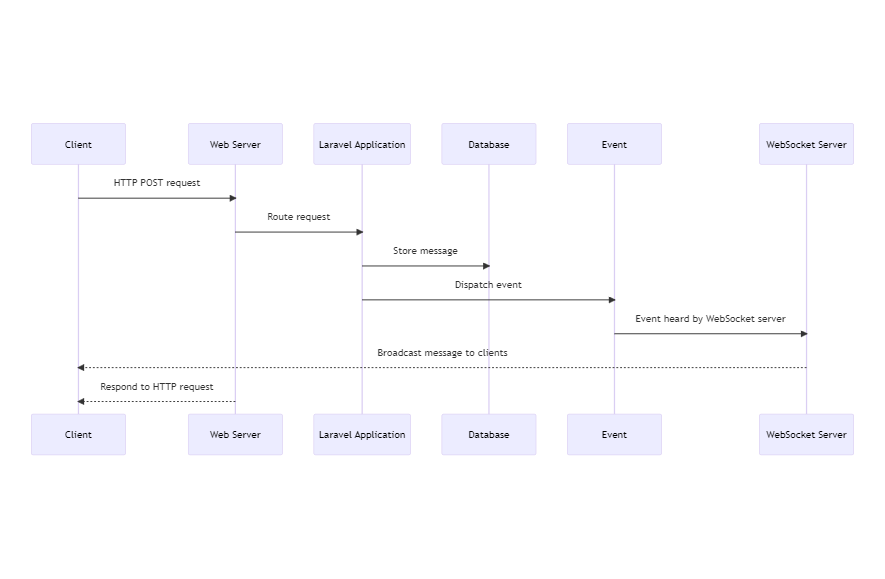 Client
Web Server
Laravel Application
Database
Event
WebSocket Server
HTTP POST request
Route request
Store message
Dispatch event
Event heard by WebSocket server
Broadcast message to clients
Respond to HTTP request
Client
Web Server
Laravel Application
Database
Event
WebSocket Server